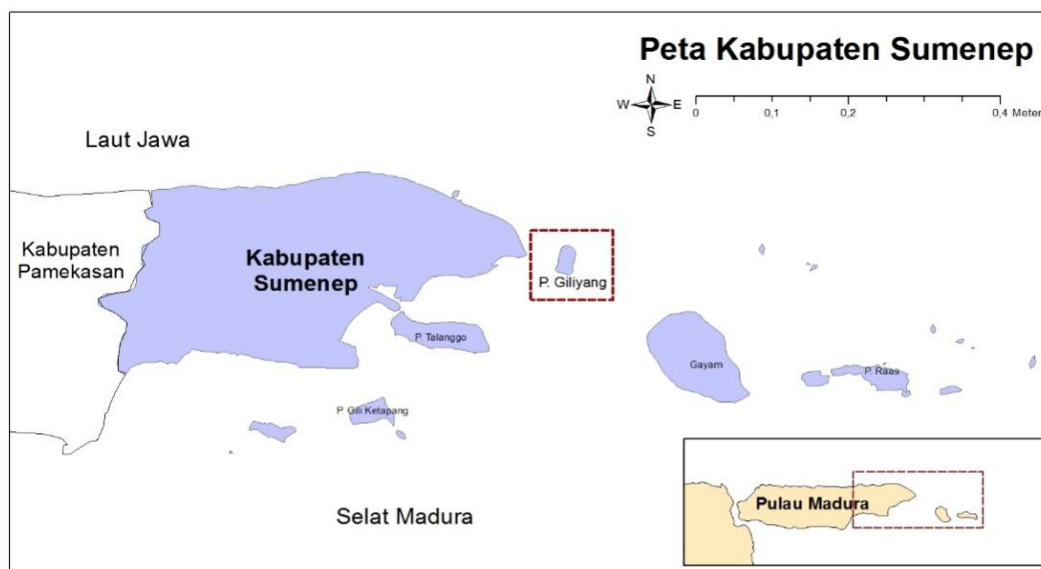 Peta Kabupaten Sumenep
N
W E
S
0 0,1 0,2 0,4 Meter
Laut Jawa
Kabupaten
Pamekasan
Kabupaten
Sumenep
P. Giliyang
P. Talanggo
Gayam
P. Raas
P. Gili Ketapang
Selat Madura
Pulau Madura